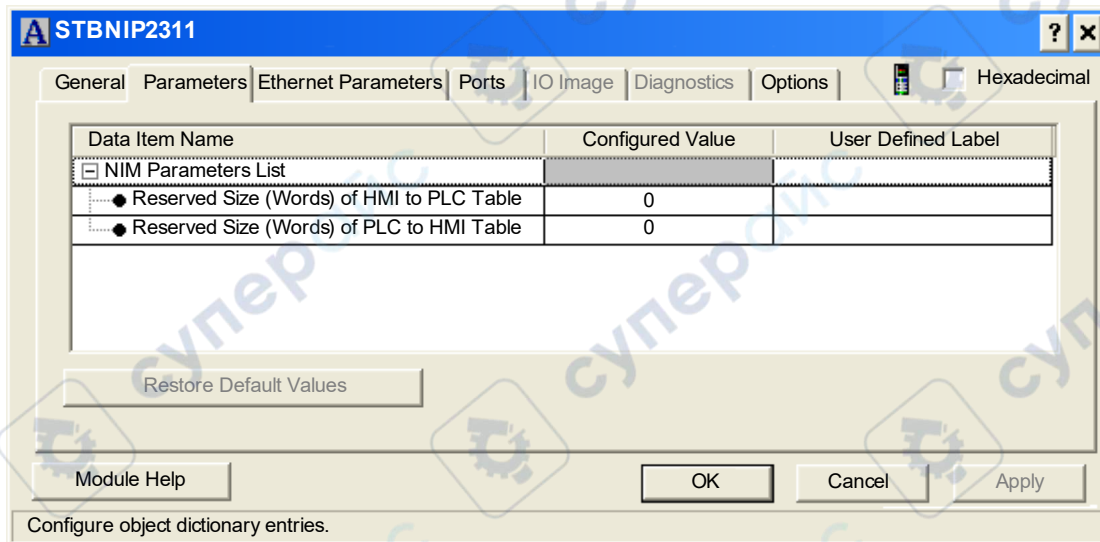 STBNIP2311
General Parameters Ethernet Parameters Ports IO Image Diagnostics Options Hexadecimal
Data Item Name Configured Value User Defined Label
NIM Parameters List
Reserved Size (Words) of HMI to PLC Table 0
Reserved Size (Words) of PLC to HMI Table 0
Restore Default Values
Module Help OK Cancel Apply
Configure object dictionary entries.